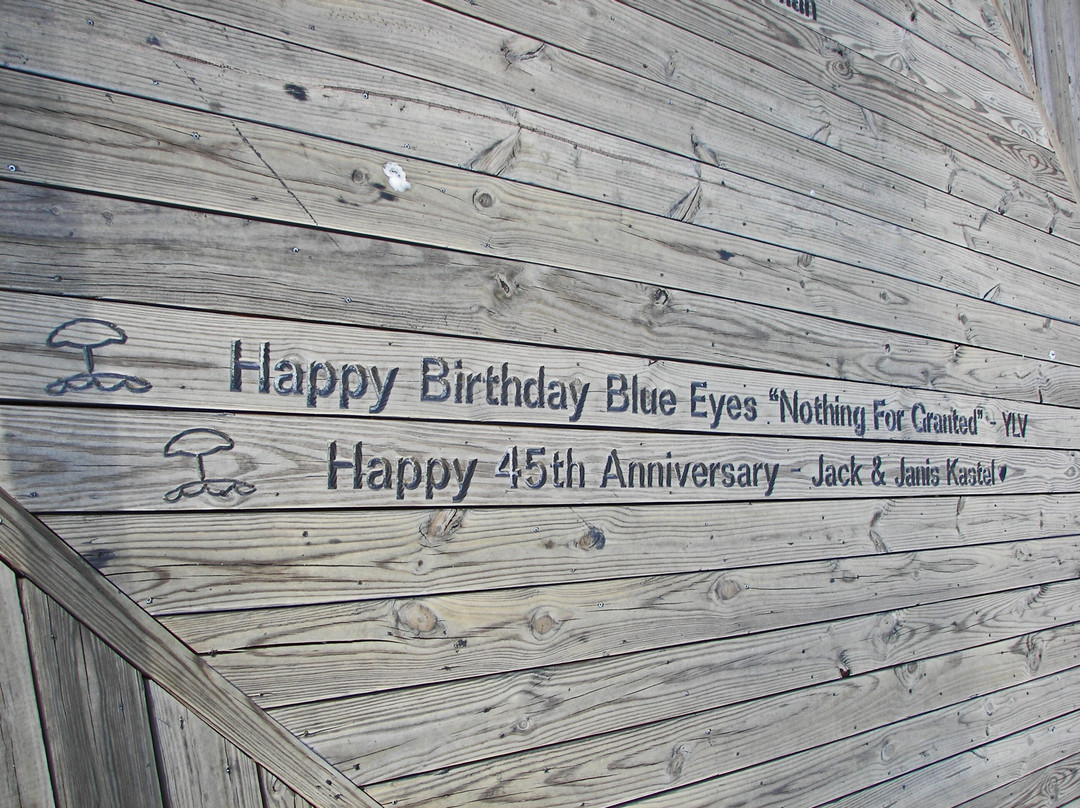 Happy Birthday Blue Eyes "Nothing For Granted" - YLV
Happy 45th Anniversary - Jack & Janis Kastel♥